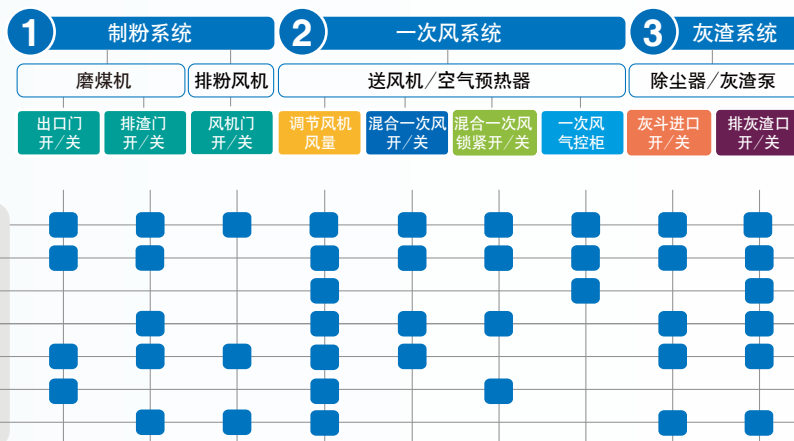 1 制粉系统
2 一次风系统
3 灰渣系统
磨煤机
排粉风机
送风机/空气预热器
除尘器/灰渣泵
出口门
开/关
排渣门
开/关
风机门
开/关
调节风机
风量
混合一次风
开/关
混合一次风
锁紧开/关
一次风
气控柜
灰斗进口
开/关
排灰渣口
开/关